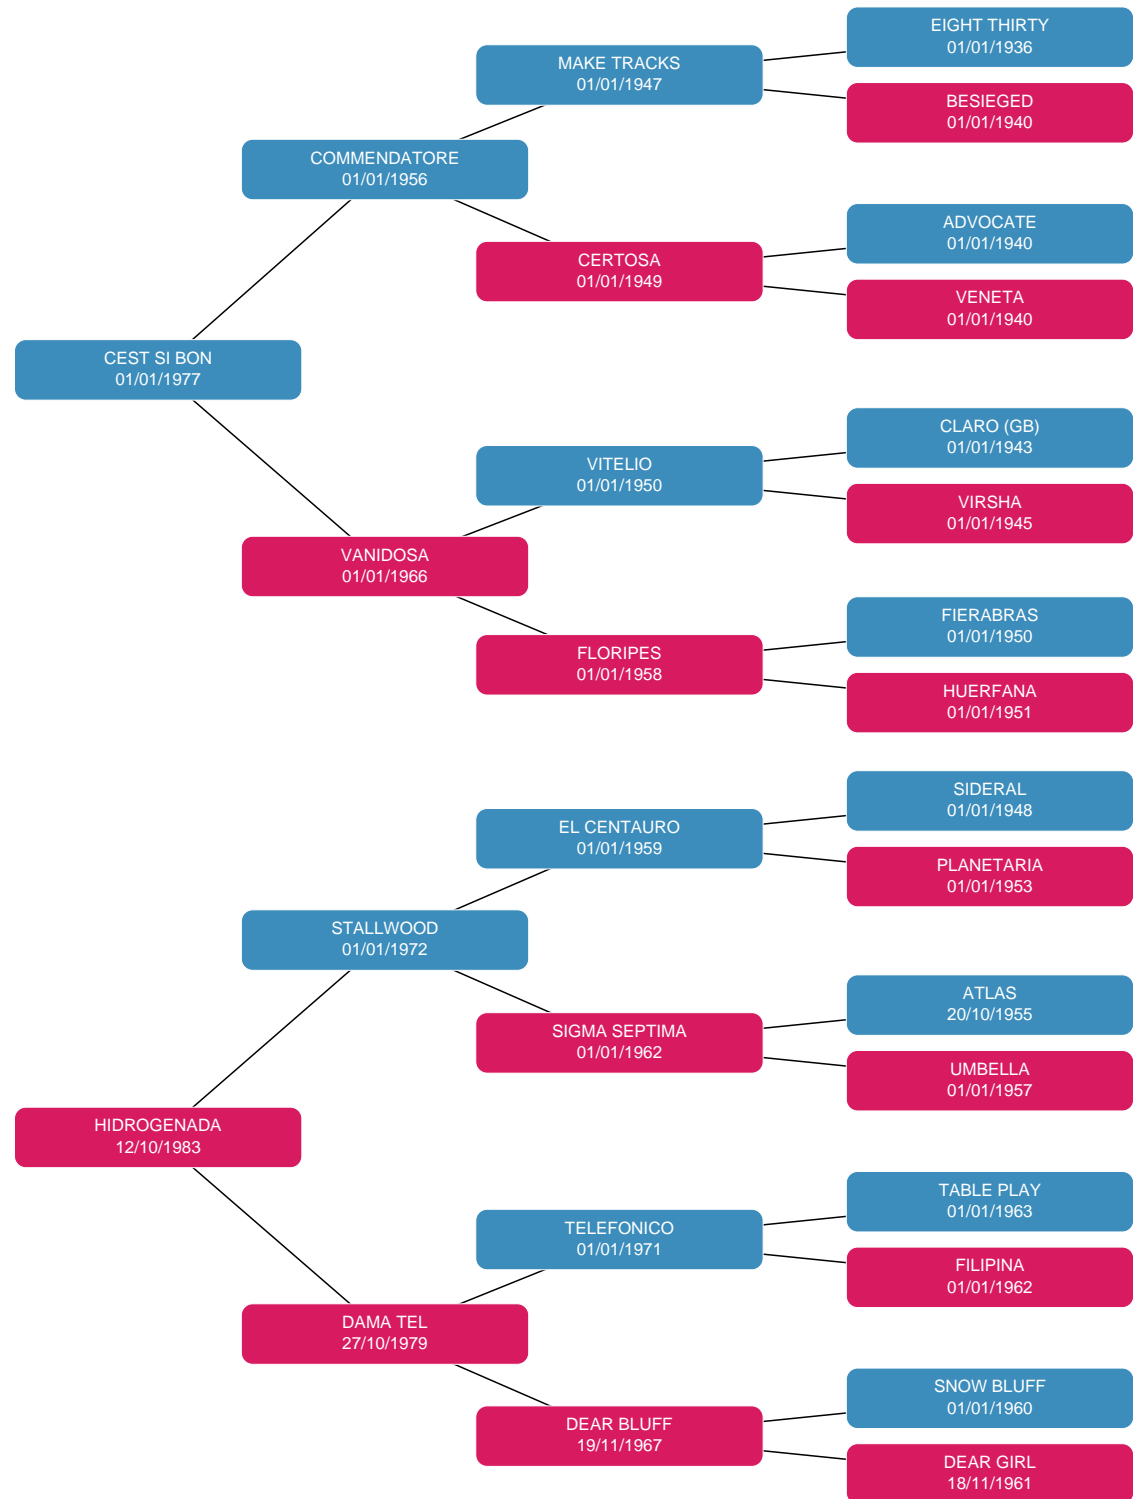 EIGHT THIRTY
01/01/1936
MAKE TRACKS
01/01/1947
BESIEGED
01/01/1940
COMMENDATORE
01/01/1956
ADVOCATE
01/01/1940
CERTOSA
01/01/1949
VENETA
01/01/1940
CEST SI BON
01/01/1977
CLARO (GB)
01/01/1943
VITELIO
01/01/1950
VIRSHA
01/01/1945
VANIDOSA
01/01/1966
FIERABRAS
01/01/1950
FLORIPES
01/01/1958
HUERFANA
01/01/1951
SIDERAL
01/01/1948
EL CENTAURO
01/01/1959
PLANETARIA
01/01/1953
STALLWOOD
01/01/1972
ATLAS
20/10/1955
SIGMA SEPTIMA
01/01/1962
UMBELLA
01/01/1957
HIDROGENADA
12/10/1983
TABLE PLAY
01/01/1963
TELEFONICO
01/01/1971
FILIPINA
01/01/1962
DAMA TEL
27/10/1979
SNOW BLUFF
01/01/1960
DEAR BLUFF
19/11/1967
DEAR GIRL
18/11/1961